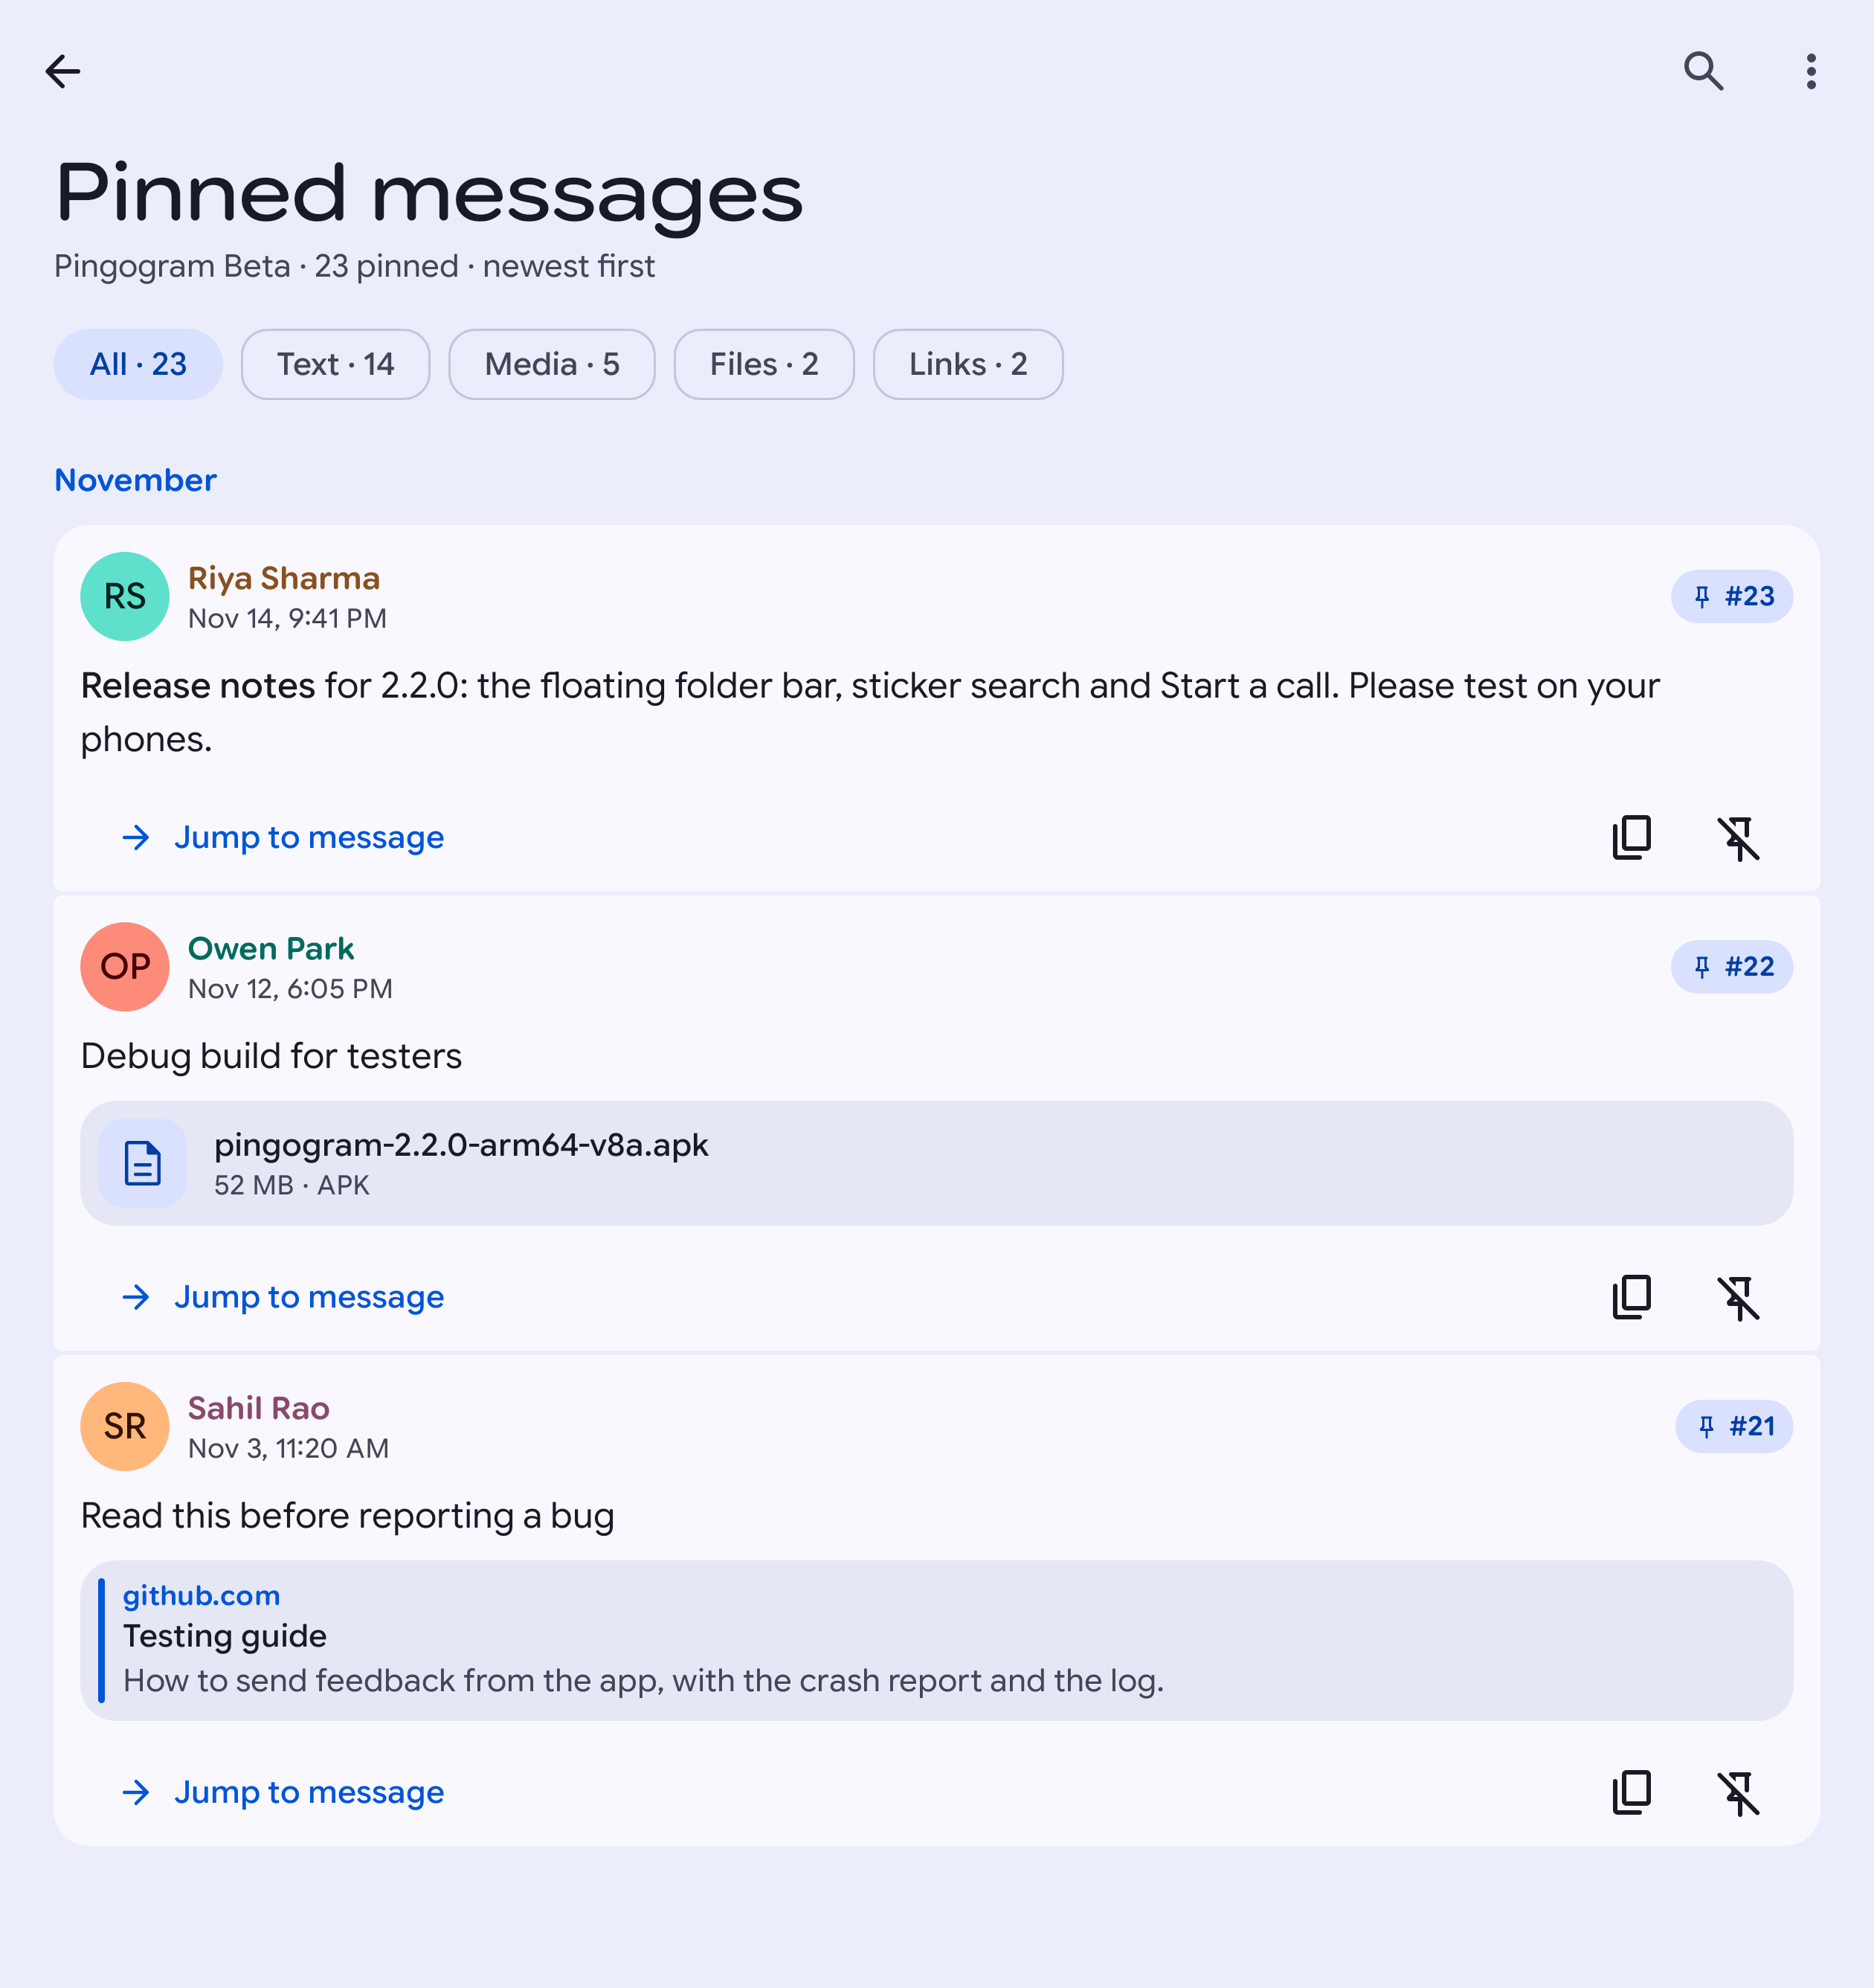 Pinned messages
Pingogram Beta · 23 pinned · newest first
All · 23
Text · 14
Media · 5
Files · 2
Links · 2
November
RS
Riya Sharma
Nov 14, 9:41 PM
#23
Release notes for 2.2.0: the floating folder bar, sticker search and Start a call. Please test on your
phones.
Jump to message
OP
Owen Park
Nov 12, 6:05 PM
#22
Debug build for testers
pingogram-2.2.0-arm64-v8a.apk
52 MB · APK
Jump to message
SR
Sahil Rao
Nov 3, 11:20 AM
#21
Read this before reporting a bug
github.com
Testing guide
How to send feedback from the app, with the crash report and the log.
Jump to message